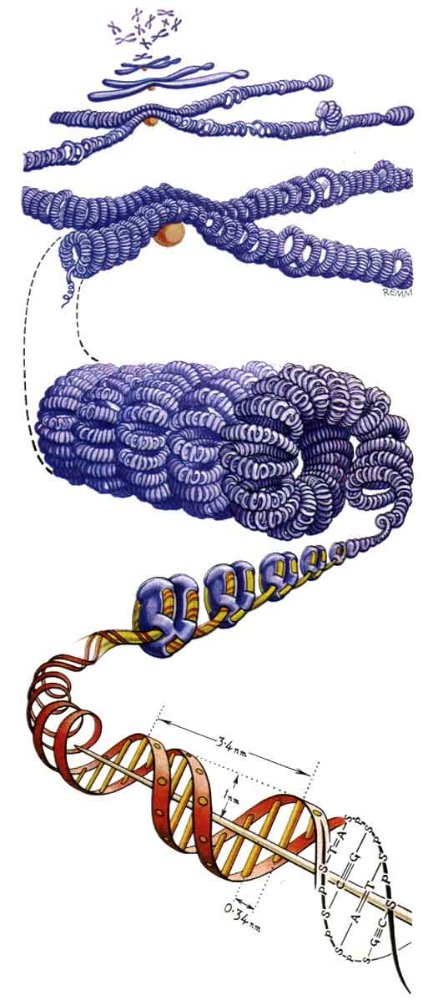 REMM
3.4nm
1nm
0.34nm
S P S P S P S
T=A
C≡G
A=T
G≡C
S P S P S P S